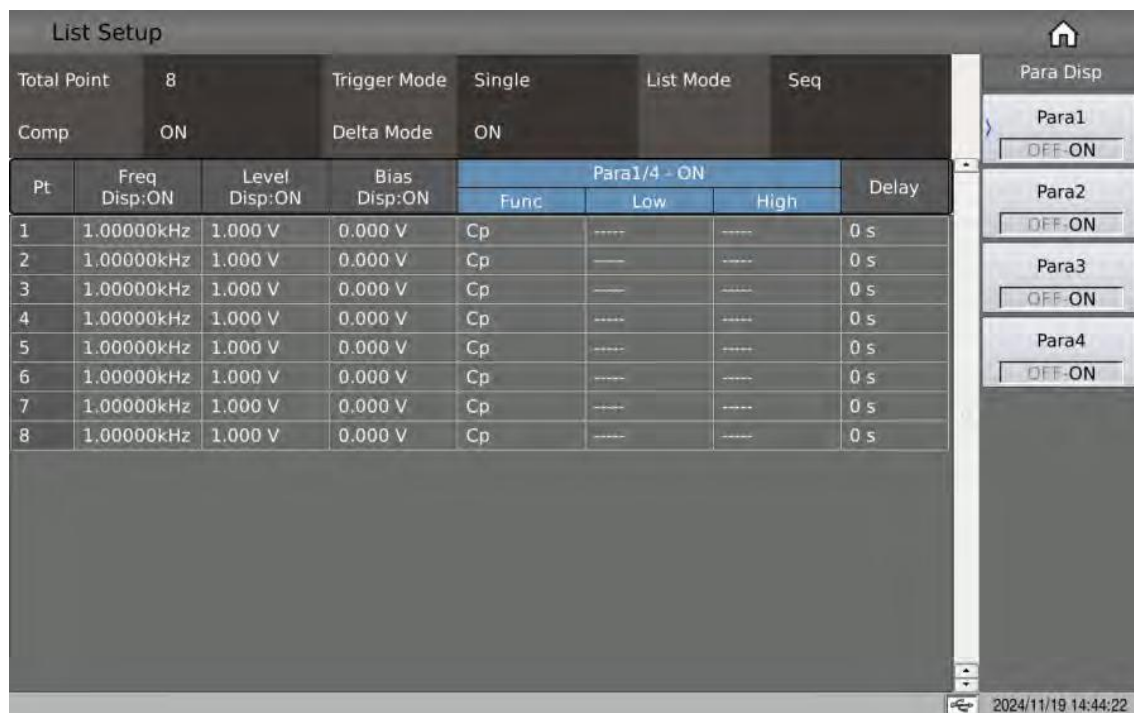 List Setup
Total Point 8 Trigger Mode Single List Mode Seq
Comp ON Delta Mode ON
Pt Freq Disp:ON Level Disp:ON Bias Disp:ON Para1/4 - ON Delay
Func Low High
1 1.00000kHz 1.000 V 0.000 V Cp ----- ----- 0 s
2 1.00000kHz 1.000 V 0.000 V Cp ----- ----- 0 s
3 1.00000kHz 1.000 V 0.000 V Cp ----- ----- 0 s
4 1.00000kHz 1.000 V 0.000 V Cp ----- ----- 0 s
5 1.00000kHz 1.000 V 0.000 V Cp ----- ----- 0 s
6 1.00000kHz 1.000 V 0.000 V Cp ----- ----- 0 s
7 1.00000kHz 1.000 V 0.000 V Cp ----- ----- 0 s
8 1.00000kHz 1.000 V 0.000 V Cp ----- ----- 0 s
Para Disp
Para1
OFF-ON
Para2
OFF-ON
Para3
OFF-ON
Para4
OFF-ON
2024/11/19 14:44:22